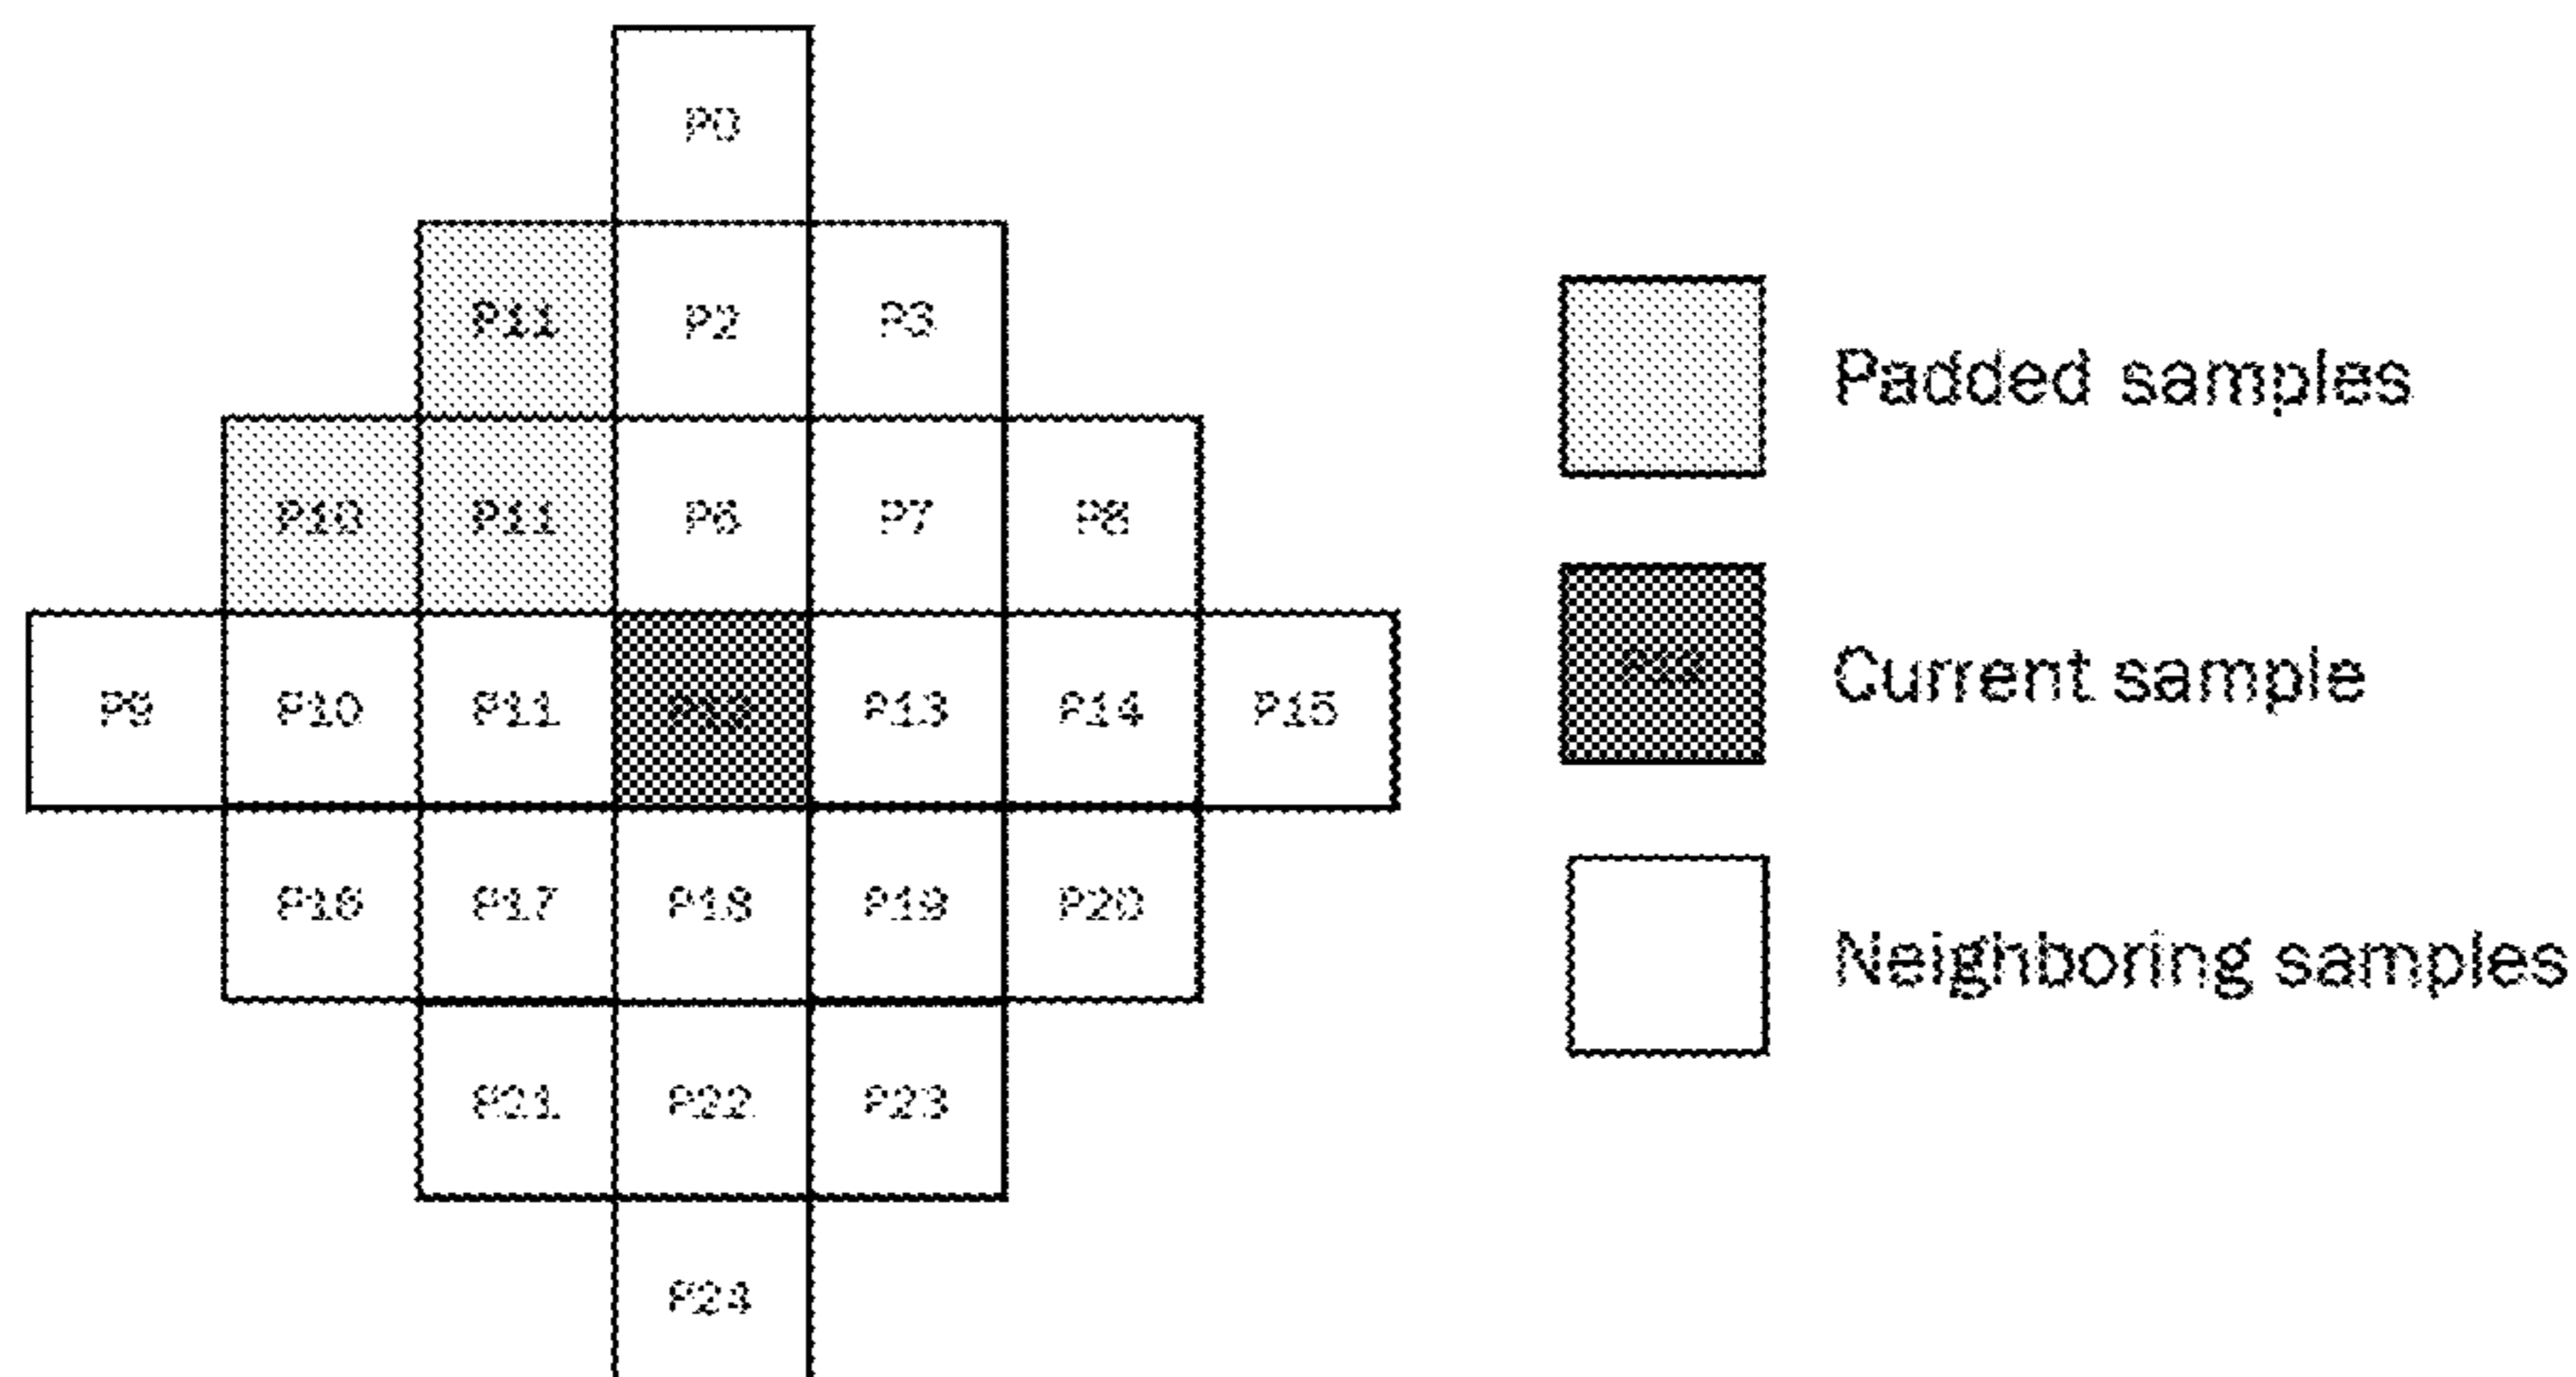 P0
P11 P2 P3
P10 P11 P6 P7 P8
P9 P10 P11 P12 P13 P14 P15
P16 P17 P18 P19 P20
P21 P22 P23
P24
Padded samples
Current sample
Neighboring samples